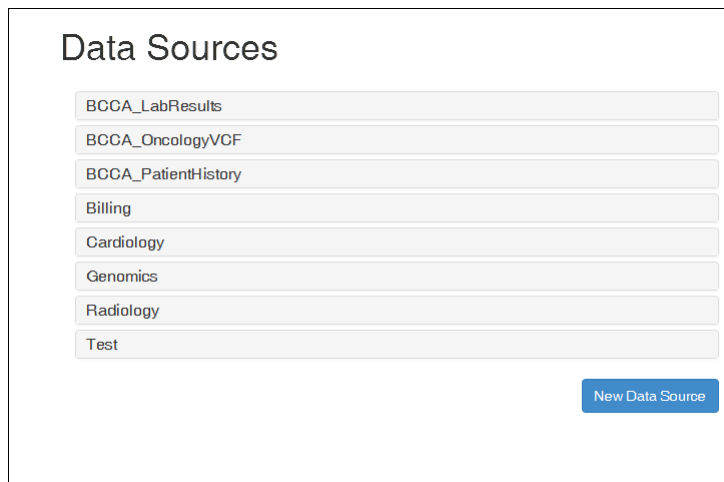 Data Sources
BCCA_LabResults
BCCA_OncologyVCF
BCCA_PatientHistory
Billing
Cardiology
Genomics
Radiology
Test
New Data Source